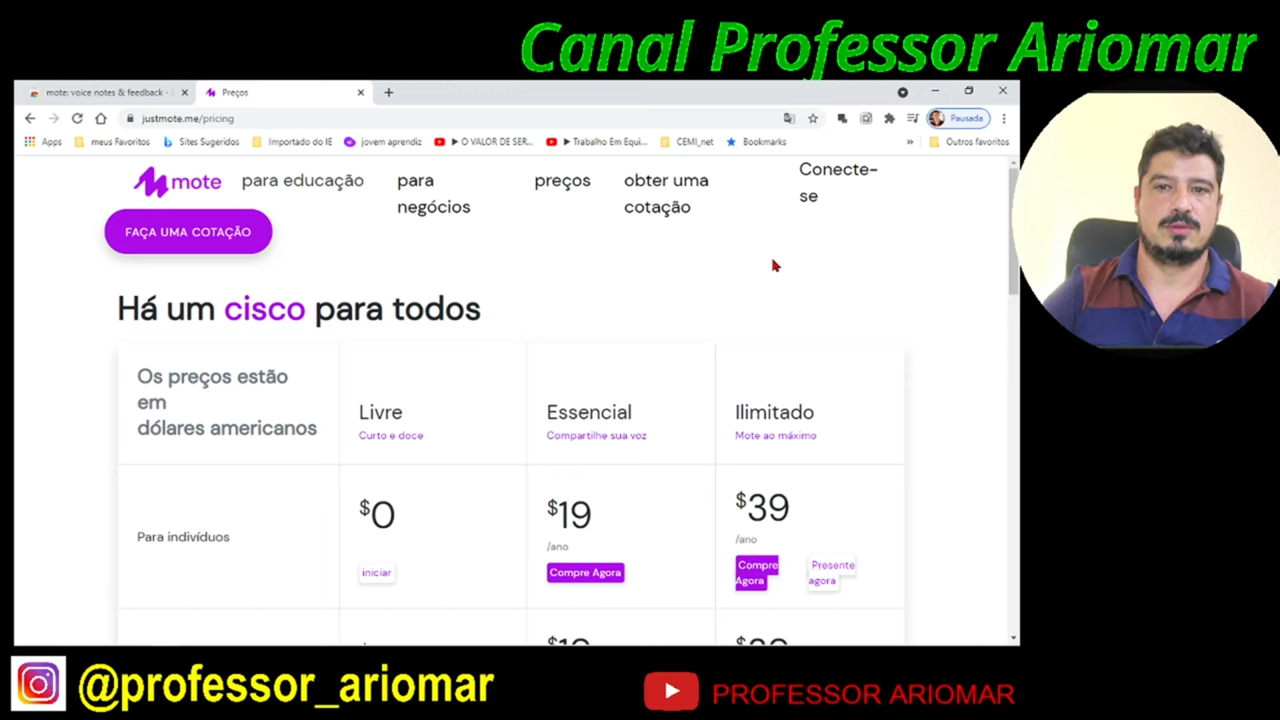 Canal Professor Ariomar
mote: voice notes & feedback -
Preços
justmote.me/pricing
Pausada
Apps
meus Favoritos
Sites Sugeridos
Importado do IE
jovem aprendiz
O VALOR DE SER...
Trabalho Em Equi...
CEMI_net
Bookmarks
»
Outros favoritos
mote
para educação
para
negócios
preços
obter uma
cotação
Conecte-
se
FAÇA UMA COTAÇÃO
Há um cisco para todos
Os preços estão
em
dólares americanos
Livre
Curto e doce
Essencial
Compartilhe sua voz
Ilimitado
Mote ao máximo
Para indivíduos
$0
iniciar
$19
/ano
Compre Agora
$39
/ano
Compre
Agora
Presente
agora
@professor_ariomar
PROFESSOR ARIOMAR